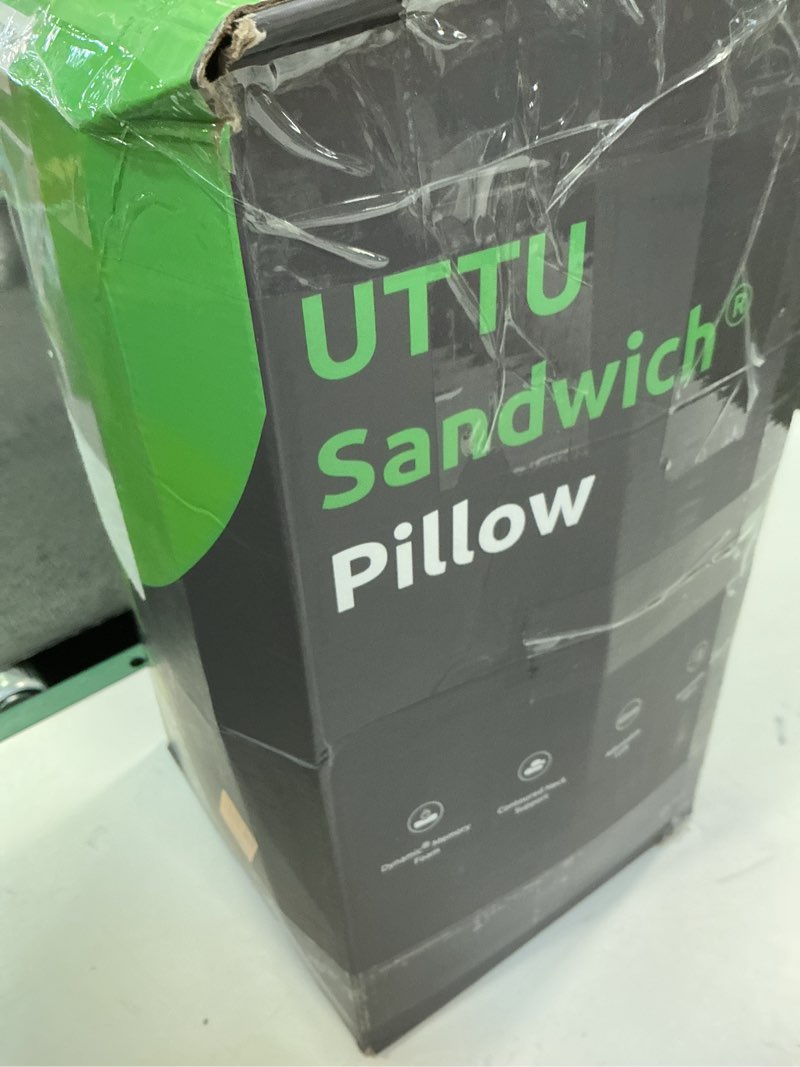 UTTU
Sandwich®
Pillow
Dynamic® Memory
Foam
Contoured Neck
Support